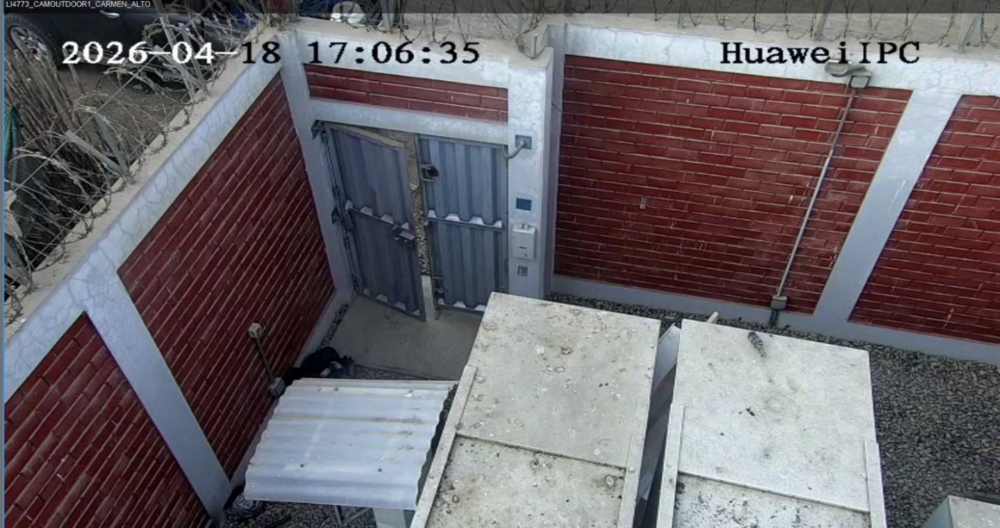 LI4773_CAMOUTDOOR1_CARMEN_ALTO
2026-04-18 17:06:35
HuaweiIPC